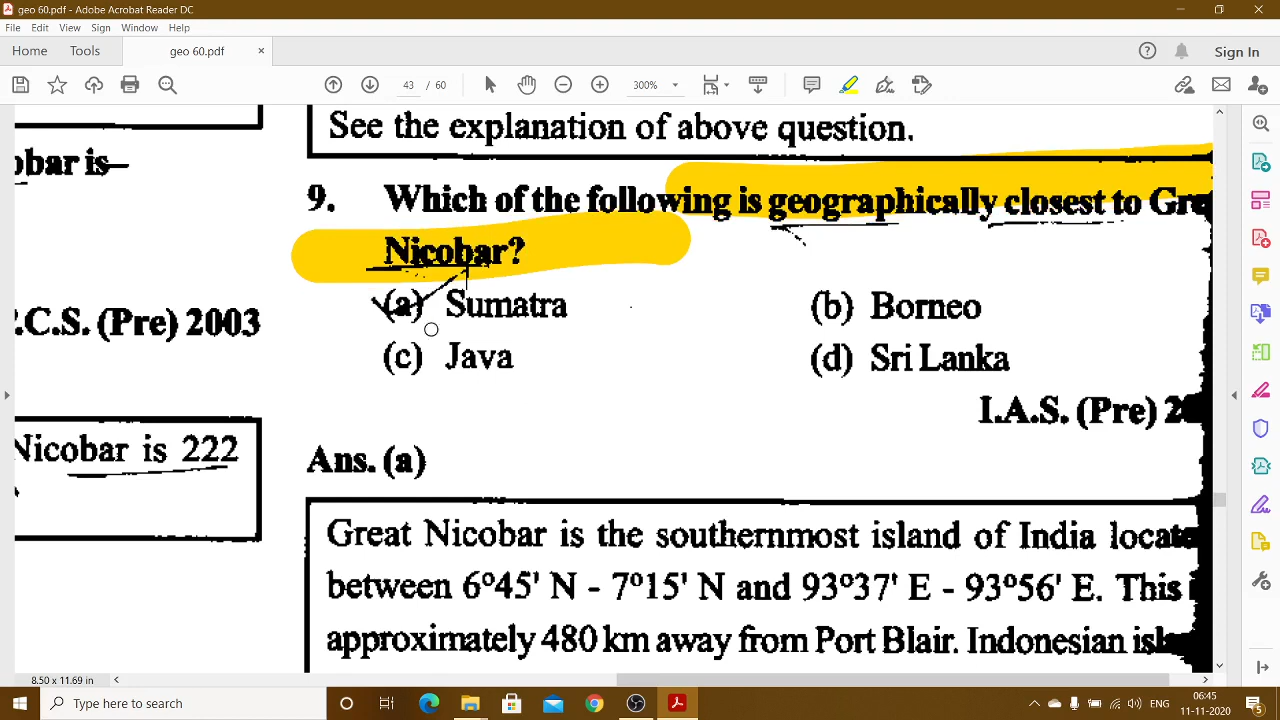 geo 60.pdf - Adobe Acrobat Reader DC
File Edit View Sign Window Help
Home Tools geo 60.pdf × Sign In
43 / 60 300%
See the explanation of above question.
obar is—
9. Which of the following is geographically closest to Gre
Nicobar?
(a) Sumatra (b) Borneo
.C.S. (Pre) 2003
(c) Java (d) Sri Lanka
I.A.S. (Pre) 2
Nicobar is 222
Ans. (a)
Great Nicobar is the southernmost island of India locate
between 6°45' N - 7°15' N and 93°37' E - 93°56' E. This
approximately 480 km away from Port Blair. Indonesian isl
8.50 x 11.69 in
Type here to search ENG 06:45
11-11-2020 5